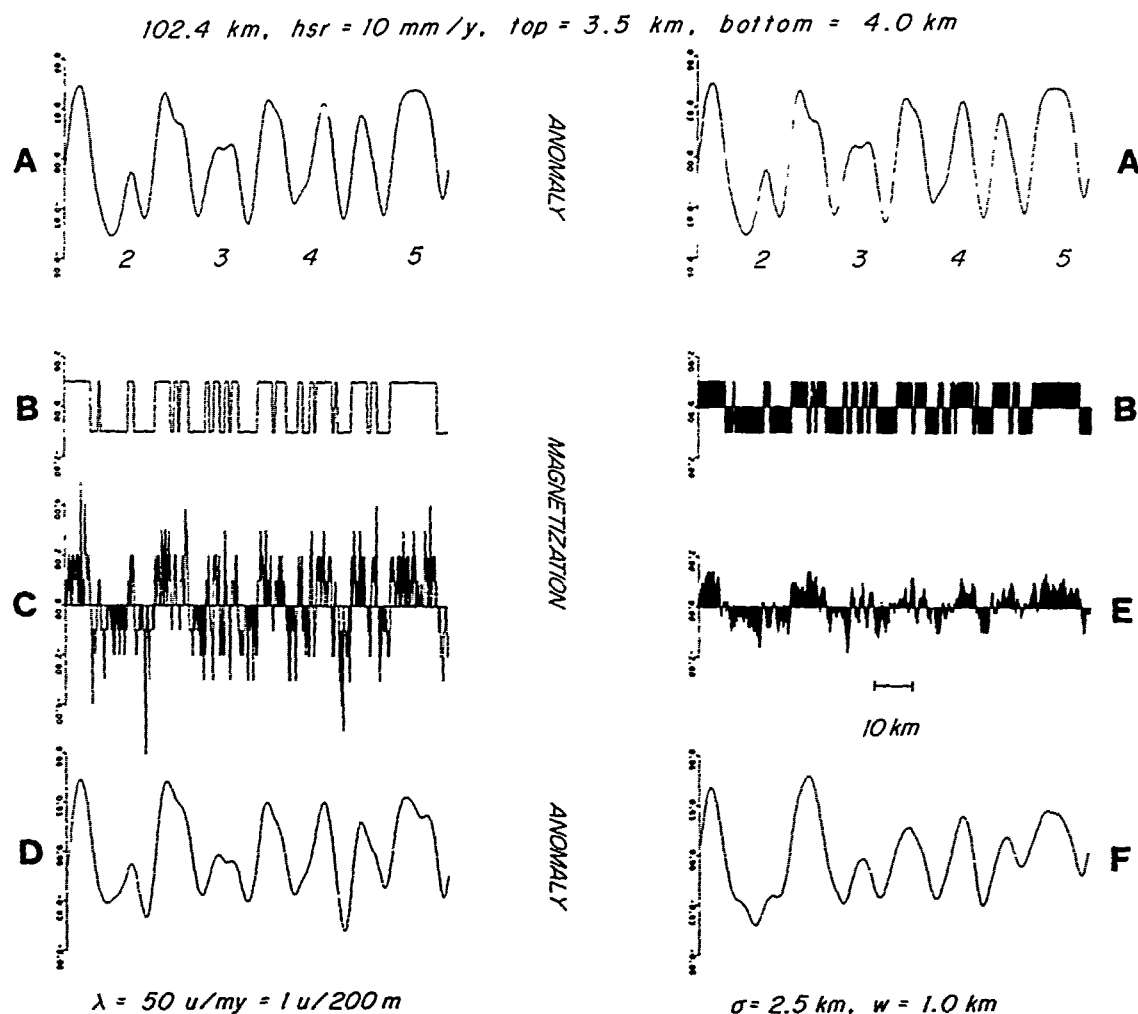 102.4 km, hsr = 10 mm/y, top = 3.5 km, bottom = 4.0 km
A
ANOMALY
A
2 3 4 5
2 3 4 5
B
MAGNETIZATION
B
C
E
10 km
D
ANOMALY
F
λ = 50 u/my = 1 u/200 m
σ = 2.5 km, w = 1.0 km